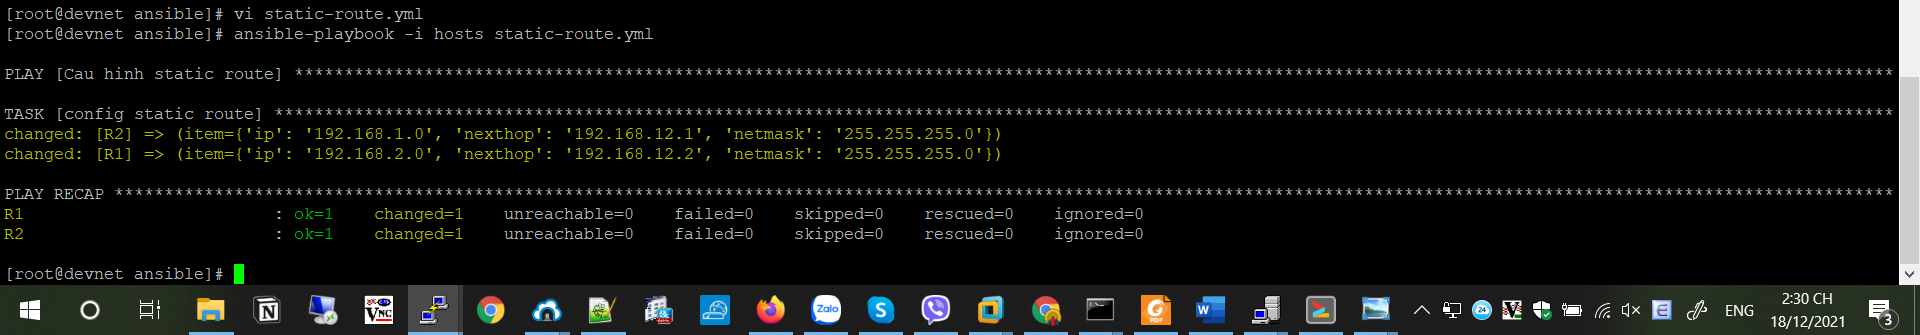 [root@devnet ansible]# vi static-route.yml
[root@devnet ansible]# ansible-playbook -i hosts static-route.yml
PLAY [Cau hinh static route] ****************************************************************************************************************************************************************
TASK [config static route] ******************************************************************************************************************************************************************
changed: [R2] => (item={'ip': '192.168.1.0', 'nexthop': '192.168.12.1', 'netmask': '255.255.255.0'})
changed: [R1] => (item={'ip': '192.168.2.0', 'nexthop': '192.168.12.2', 'netmask': '255.255.255.0'})
PLAY RECAP **********************************************************************************************************************************************************************************
R1                         : ok=1    changed=1    unreachable=0    failed=0    skipped=0    rescued=0    ignored=0
R2                         : ok=1    changed=1    unreachable=0    failed=0    skipped=0    rescued=0    ignored=0
[root@devnet ansible]#
VNC Zalo PDF W 24 ENG 2:30 CH
18/12/2021 3